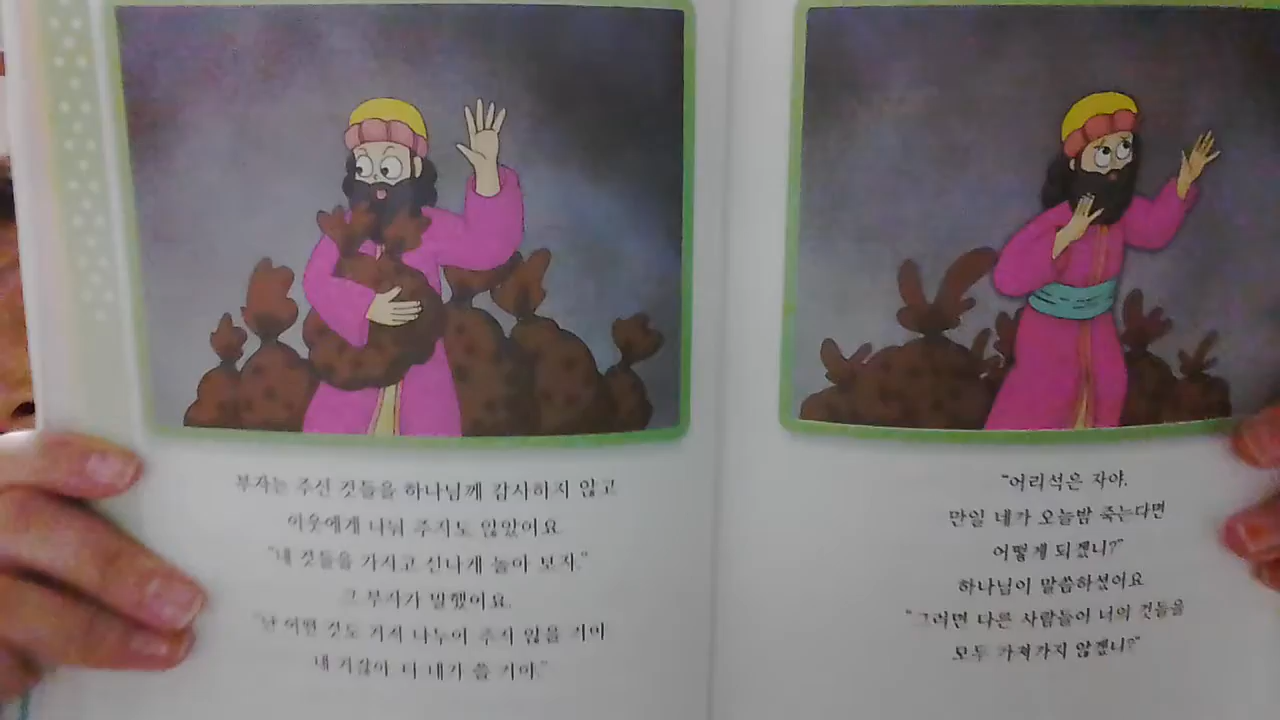 부자는 주신 것들을 하나님께 감사하지 않고
이웃에게 나눠 주지도 않았어요.
"내 것들을 가지고 신나게 놀아 보자."
그 부자가 말했어요.
"난 어떤 것도 거저 나누어 주지 않을 거야
내 거잖아 다 내가 쓸 거야."
"어리석은 자야,
만일 네가 오늘밤 죽는다면
어떻게 되겠니?"
하나님이 말씀하셨어요
"그러면 다른 사람들이 너의 것들을
모두 가져가지 않겠니?"